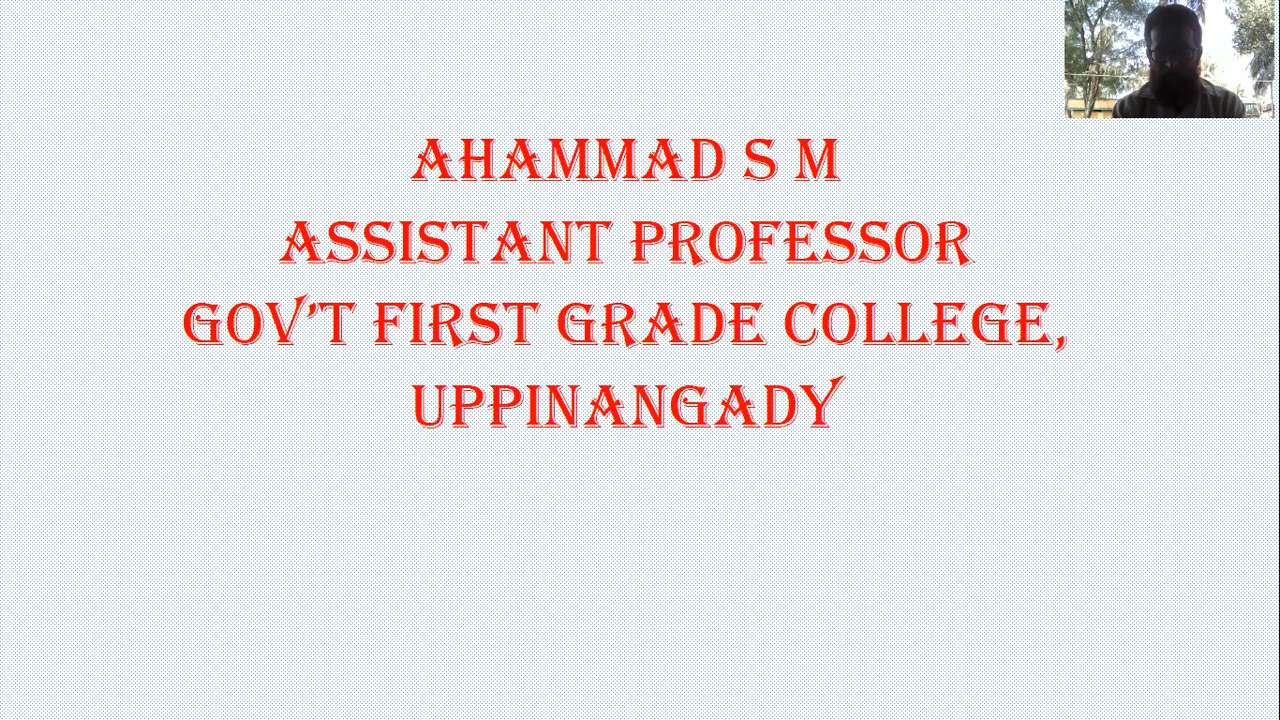 AHAMMAD S M
ASSISTANT PROFESSOR
GOV’T FIRST GRADE COLLEGE,
UPPINANGADY